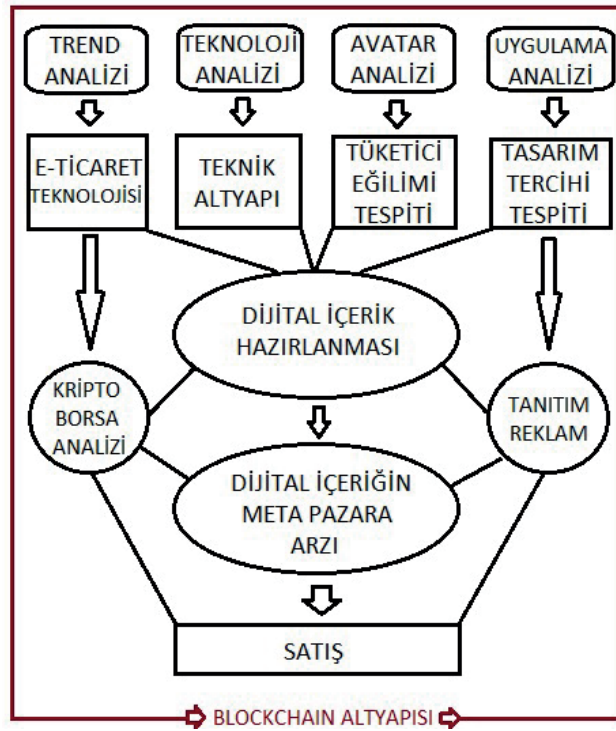 TREND
ANALİZİ
TEKNOLOJİ
ANALİZİ
AVATAR
ANALİZİ
UYGULAMA
ANALİZİ
E-TİCARET
TEKNOLOJİSİ
TEKNİK
ALTYAPI
TÜKETİCİ
EĞİLİMİ
TESPİTİ
TASARIM
TERCİHİ
TESPİTİ
DİJİTAL İÇERİK
HAZIRLANMASI
KRİPTO
BORSA
ANALİZİ
TANITIM
REKLAM
DİJİTAL İÇERİĞİN
META PAZARA
ARZI
SATIŞ
BLOCKCHAIN ALTYAPISI